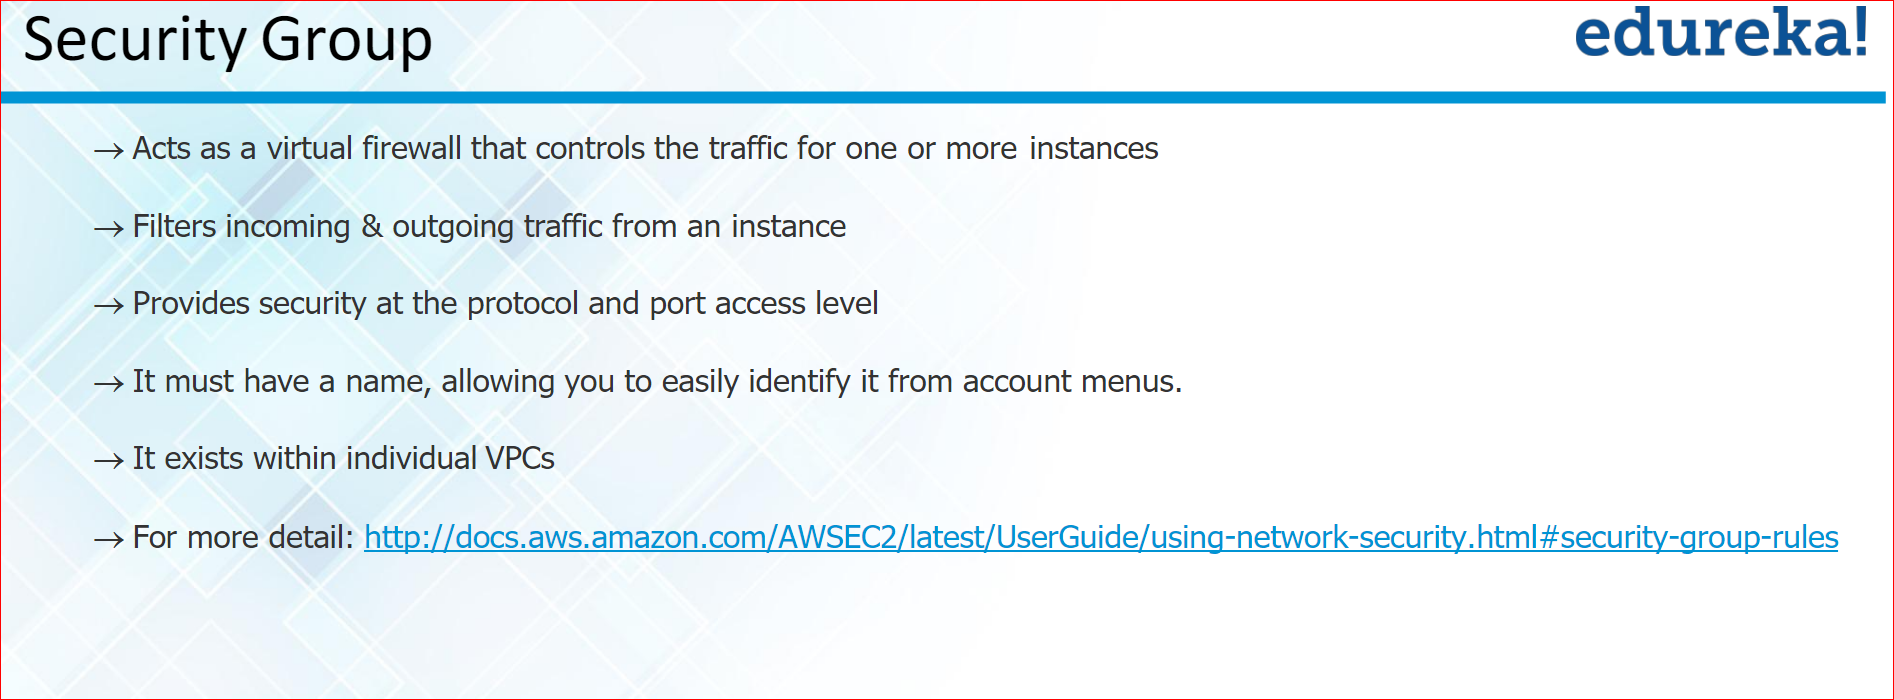 Security Group
edureka!
→ Acts as a virtual firewall that controls the traffic for one or more instances
→ Filters incoming & outgoing traffic from an instance
→ Provides security at the protocol and port access level
→ It must have a name, allowing you to easily identify it from account menus.
→ It exists within individual VPCs
→ For more detail: http://docs.aws.amazon.com/AWSEC2/latest/UserGuide/using-network-security.html#security-group-rules